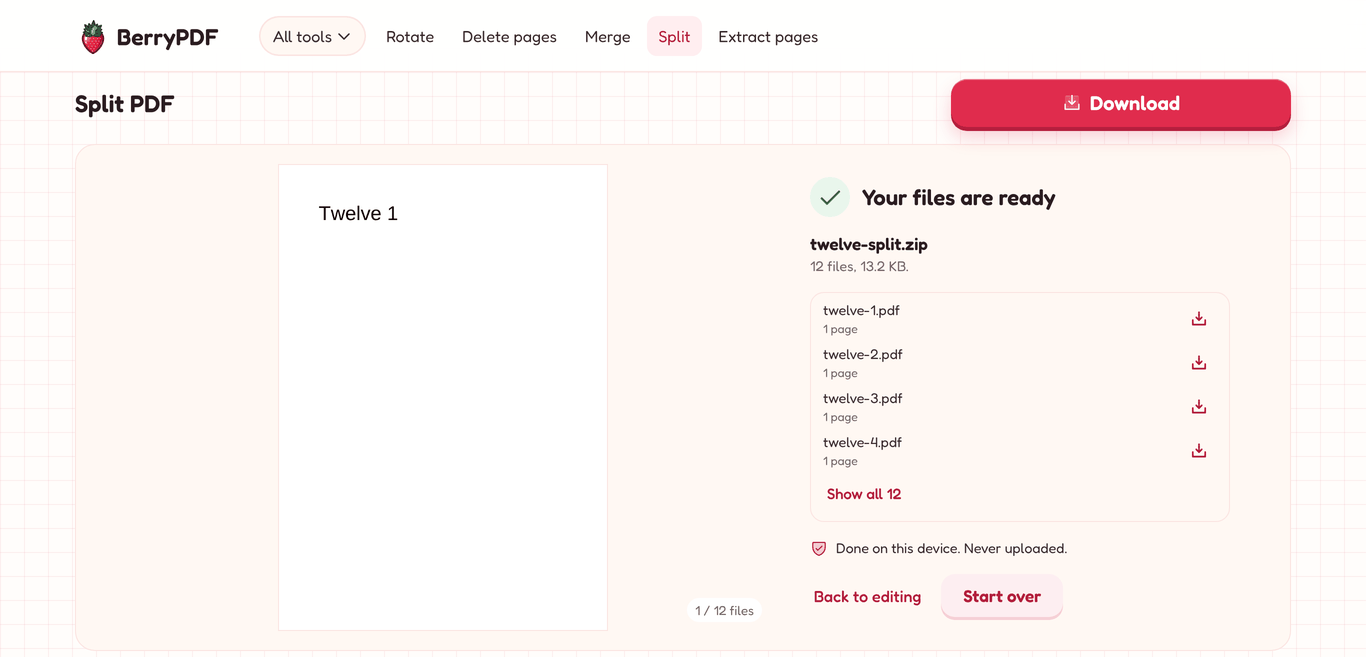 BerryPDF
All tools
Rotate
Delete pages
Merge
Split
Extract pages
Split PDF
Download
Twelve 1
1 / 12 files
Your files are ready
twelve-split.zip
12 files, 13.2 KB.
twelve-1.pdf
1 page
twelve-2.pdf
1 page
twelve-3.pdf
1 page
twelve-4.pdf
1 page
Show all 12
Done on this device. Never uploaded.
Back to editing
Start over